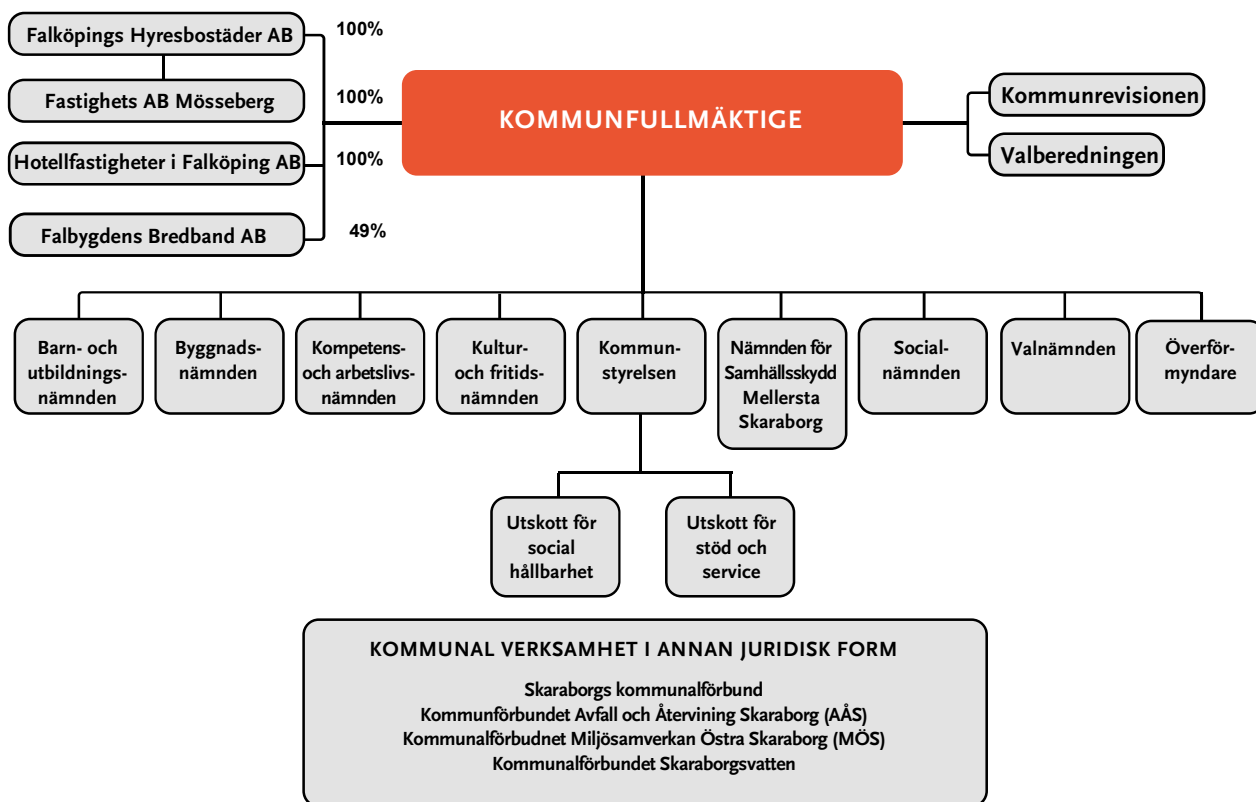 Falköpings Hyresbostäder AB
100%
Fastighets AB Mösseberg
100%
Hotellfastigheter i Falköping AB
100%
Falbygdens Bredband AB
49%
KOMMUNFULLMÄKTIGE
Kommunrevisionen
Valberedningen
Barn- och
utbildnings-
nämnden
Byggnads-
nämnden
Kompetens-
och arbetslivs-
nämnden
Kultur-
och fritids-
nämnden
Kommun-
styrelsen
Nämnden för
Samhällsskydd
Mellersta
Skaraborg
Social-
nämnden
Valnämnden
Överför-
myndare
Utskott för
social
hållbarhet
Utskott för
stöd och
service
KOMMUNAL VERKSAMHET I ANNAN JURIDISK FORM
Skaraborgs kommunalförbund
Kommunförbundet Avfall och Återvining Skaraborg (AÅS)
Kommunalförbudnet Miljösamverkan Östra Skaraborg (MÖS)
Kommunalförbundet Skaraborgsvatten